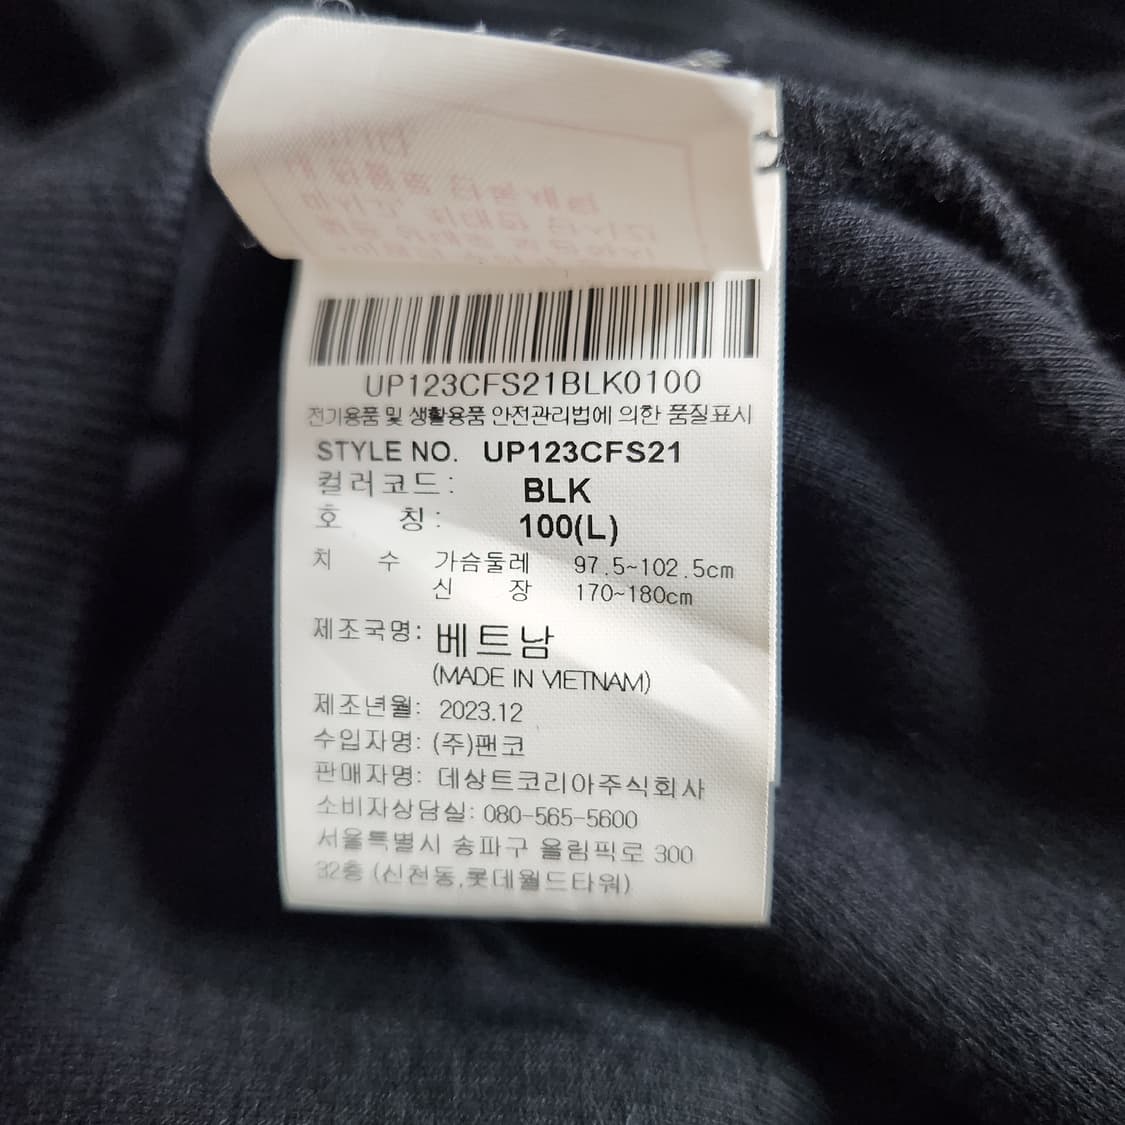 UP123CFS21BLK0100
전기용품 및 생활용품 안전관리법에 의한 품질표시
STYLE NO. UP123CFS21
컬러코드: BLK
호 칭: 100(L)
치 수 가슴둘레 97.5~102.5cm
신 장 170~180cm
제조국명: 베트남
(MADE IN VIETNAM)
제조년월: 2023.12
수입자명: (주)팬코
판매자명: 데상트코리아주식회사
소비자상담실: 080-565-5600
서울특별시 송파구 올림픽로 300
32층 (신천동,롯데월드타워)